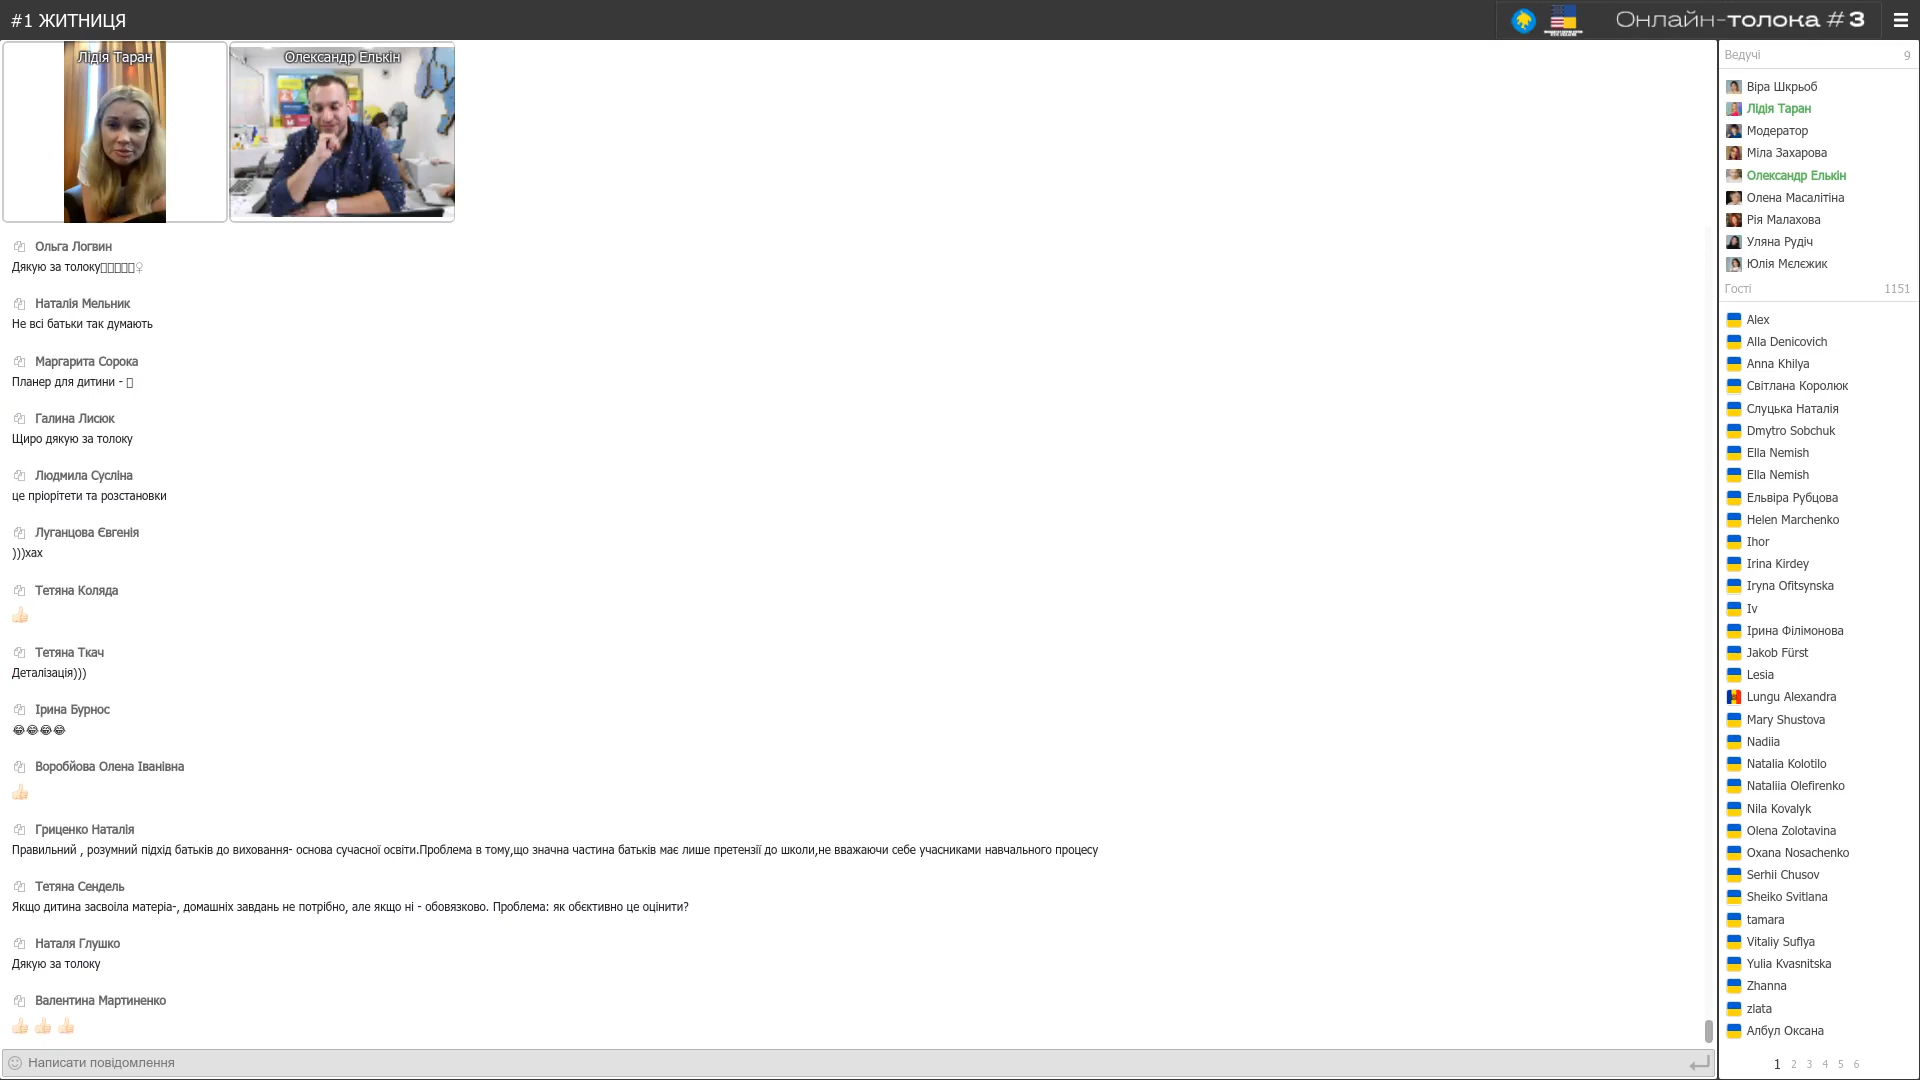 #1 ЖИТНИЦЯ
Онлайн-толока # 3
Лідія Таран
Олександр Елькін
Ольга Логвин
Дякую за толоку▯▯▯▯▯♀
Наталія Мельник
Не всі батьки так думають
Маргарита Сорока
Планер для дитини - ▯
Галина Лисюк
Щиро дякую за толоку
Людмила Сусліна
це пріорітети та розстановки
Луганцова Євгенія
)))хах
Тетяна Коляда
👍🏻
Тетяна Ткач
Деталізація)))
Ірина Бурнос
😂😂😂😂
Воробйова Олена Іванівна
👍🏻
Гриценко Наталія
Правильний , розумний підхід батьків до виховання- основа сучасної освіти.Проблема в тому,що значна частина батьків має лише претензії до школи,не вважаючи себе учасниками навчального процесу
Тетяна Сендель
Якщо дитина засвоіла матеріа-, домашніх завдань не потрібно, але якщо ні - обовязково. Проблема: як обєктивно це оцінити?
Наталя Глушко
Дякую за толоку
Валентина Мартиненко
👍🏻 👍🏻 👍🏻
Написати повідомлення
Ведучі 9
Віра Шкрьоб
Лідія Таран
Модератор
Міла Захарова
Олександр Елькін
Олена Масалітіна
Рія Малахова
Уляна Рудіч
Юлія Мєлєжик
Гості 1151
Alex
Alla Denicovich
Anna Khilya
Світлана Королюк
Слуцька Наталія
Dmytro Sobchuk
Ella Nemish
Ella Nemish
Ельвіра Рубцова
Helen Marchenko
Ihor
Irina Kirdey
Iryna Ofitsynska
Iv
Ірина Філімонова
Jakob Fürst
Lesia
Lungu Alexandra
Mary Shustova
Nadiia
Natalia Kolotilo
Nataliia Olefirenko
Nila Kovalyk
Olena Zolotavina
Oxana Nosachenko
Serhii Chusov
Sheiko Svitlana
tamara
Vitaliy Suflya
Yulia Kvasnitska
Zhanna
zlata
Албул Оксана
1 2 3 4 5 6